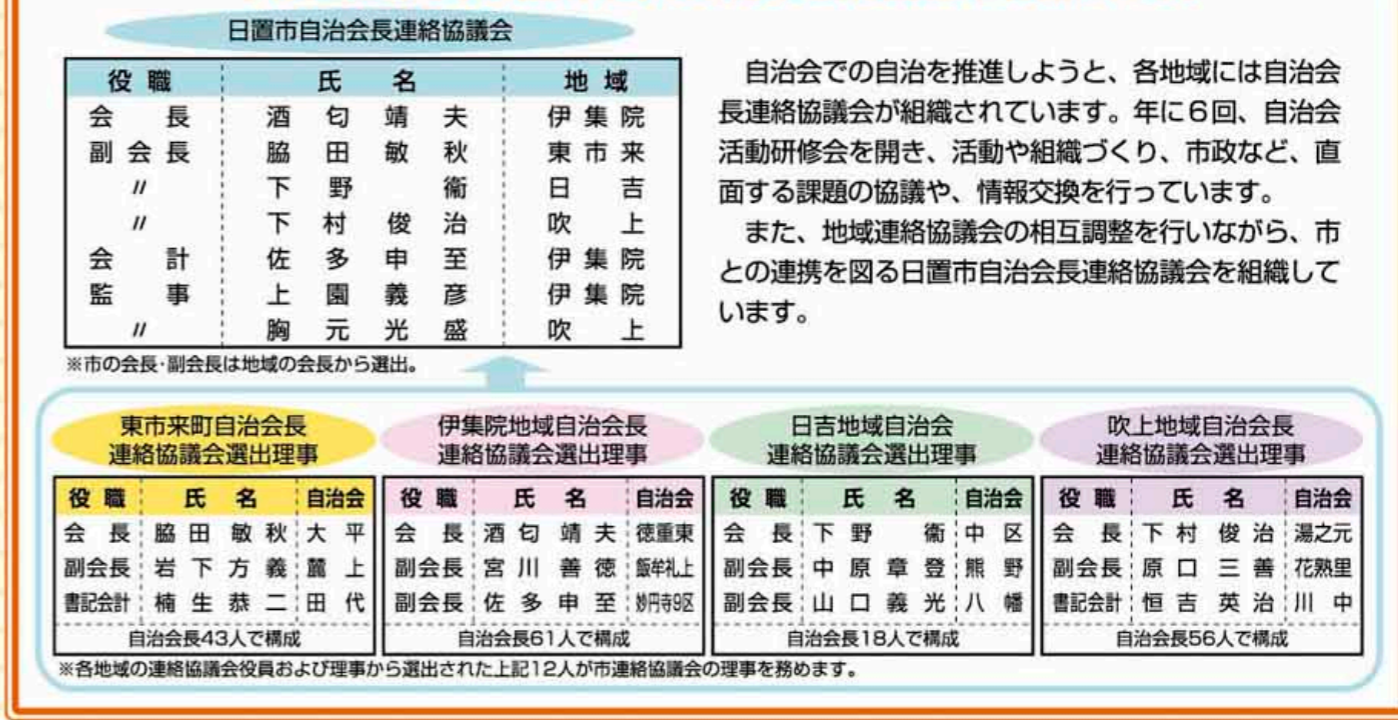 日置市自治会長連絡協議会
役職 氏名 地域
会長 酒匂靖夫 伊集院
副会長 脇田敏秋 東市来
〃 下野衞 日吉
〃 下村俊治 吹上
会計 佐多申至 伊集院
監事 上園義彦 伊集院
〃 胸元光盛 吹上
※市の会長・副会長は地域の会長から選出。
自治会での自治を推進しようと、各地域には自治会
長連絡協議会が組織されています。年に6回、自治会
活動研修会を開き、活動や組織づくり、市政など、直
面する課題の協議や、情報交換を行っています。
また、地域連絡協議会の相互調整を行いながら、市
との連携を図る日置市自治会長連絡協議会を組織して
います。
東市来町自治会長
連絡協議会選出理事
役職 氏名 自治会
会長 脇田敏秋 大平
副会長 岩下方義 麓上
書記会計 楠生恭二 田代
自治会長43人で構成
伊集院地域自治会長
連絡協議会選出理事
役職 氏名 自治会
会長 酒匂靖夫 徳重東
副会長 宮川善徳 飯牟礼上
副会長 佐多申至 妙円寺9区
自治会長61人で構成
日吉地域自治会
連絡協議会選出理事
役職 氏名 自治会
会長 下野衞 中区
副会長 中原章登 熊野
副会長 山口義光 八幡
自治会長18人で構成
吹上地域自治会長
連絡協議会選出理事
役職 氏名 自治会
会長 下村俊治 湯之元
副会長 原口三善 花熟里
書記会計 恒吉英治 川中
自治会長56人で構成
※各地域の連絡協議会役員および理事から選出された上記12人が市連絡協議会の理事を務めます。